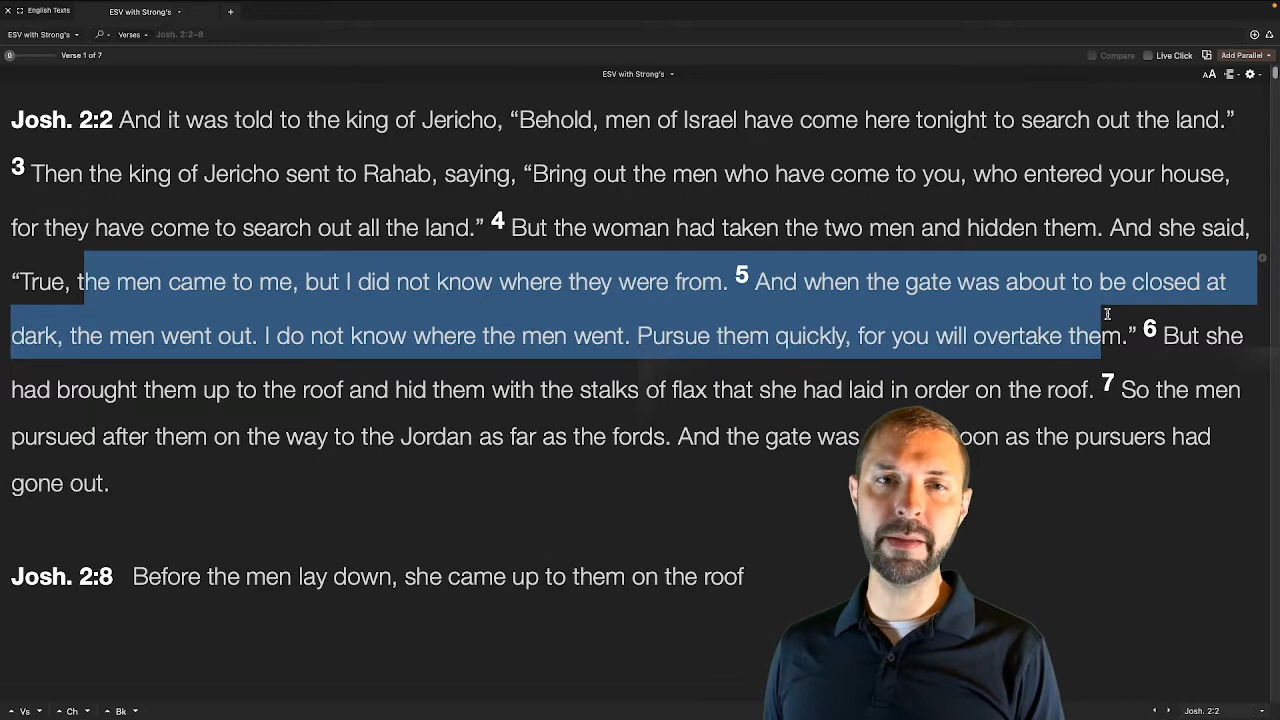 English Texts
ESV with Strong's
ESV with Strong's Verses Josh. 2:2-8
0 Verse 1 of 7 Compare Live Click Add Parallel
ESV with Strong's AA
Josh. 2:2 And it was told to the king of Jericho, “Behold, men of Israel have come here tonight to search out the land.”
3 Then the king of Jericho sent to Rahab, saying, “Bring out the men who have come to you, who entered your house,
for they have come to search out all the land.” 4 But the woman had taken the two men and hidden them. And she said,
“True, the men came to me, but I did not know where they were from. 5 And when the gate was about to be closed at
dark, the men went out. I do not know where the men went. Pursue them quickly, for you will overtake them.” 6 But she
had brought them up to the roof and hid them with the stalks of flax that she had laid in order on the roof. 7 So the men
pursued after them on the way to the Jordan as far as the fords. And the gate was oon as the pursuers had
gone out.
Josh. 2:8 Before the men lay down, she came up to them on the roof
Vs Ch Bk Josh. 2:2